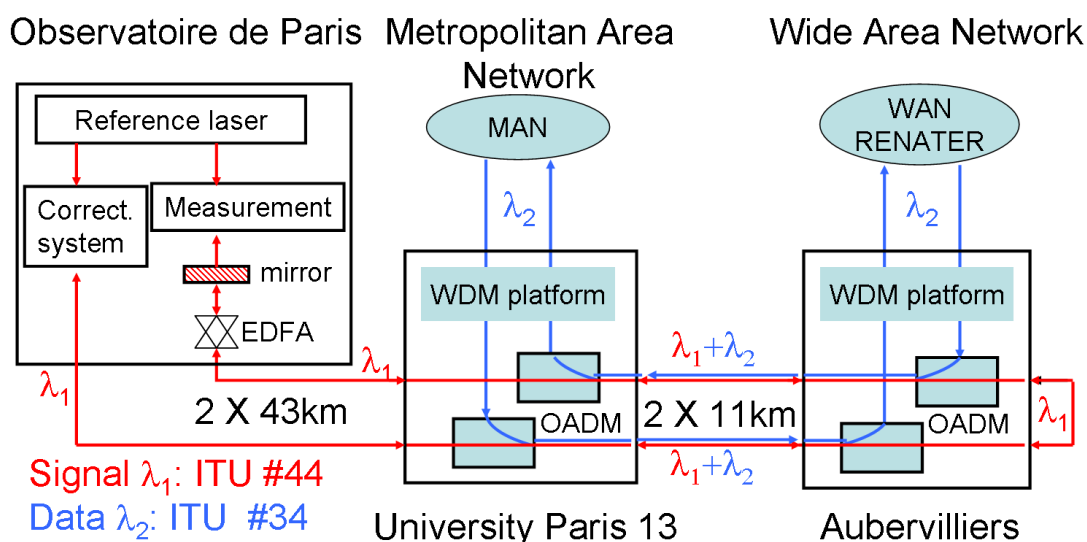 Observatoire de Paris
Metropolitan Area
Network
Wide Area Network
Reference laser
Correct.
system
Measurement
mirror
EDFA
MAN
WAN
RENATER
λ2
λ2
WDM platform
WDM platform
λ1
λ1
λ1+λ2
2 X 43km
OADM
2 X 11km
OADM
λ1
λ1+λ2
Signal λ1: ITU #44
Data λ2: ITU #34
University Paris 13
Aubervilliers